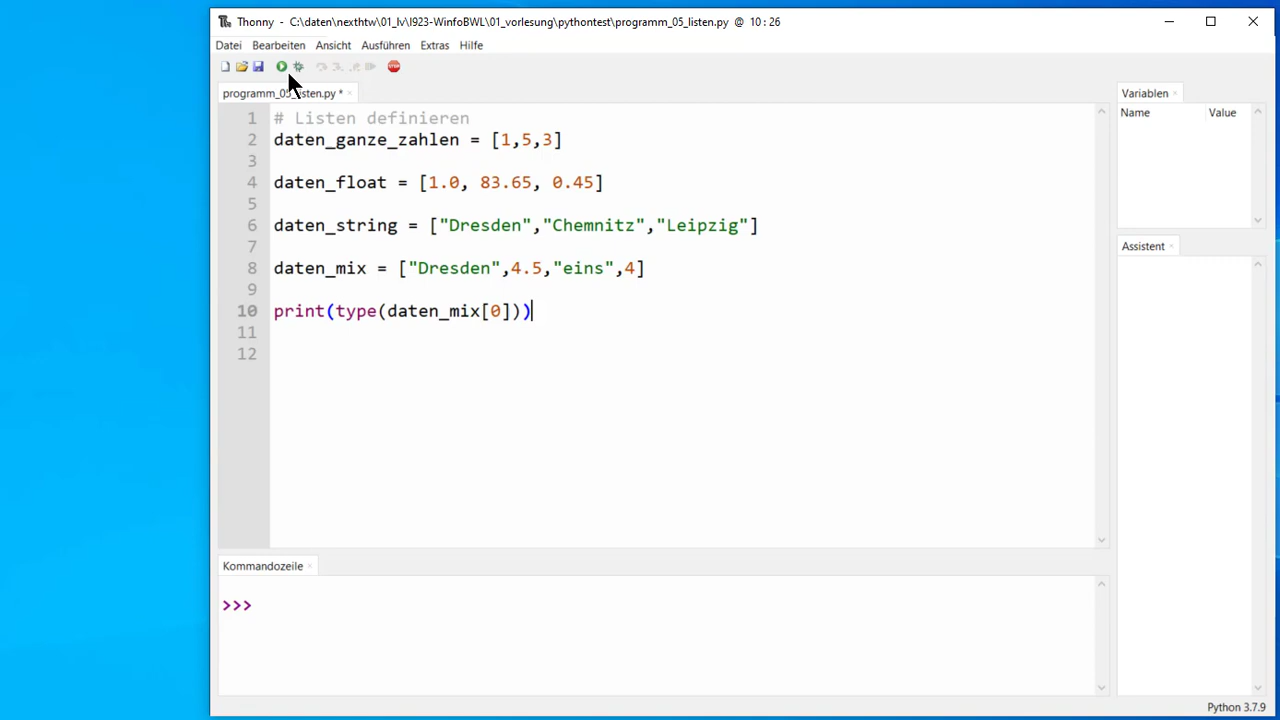 Thonny - C:\daten\nexthtw\01_lv\I923-WinfoBWL\01_vorlesung\pythontest\programm_05_listen.py @ 10 : 26
Datei Bearbeiten Ansicht Ausführen Extras Hilfe
STOP
programm_05_listen.py * ×
1 # Listen definieren
2 daten_ganze_zahlen = [1,5,3]
3
4 daten_float = [1.0, 83.65, 0.45]
5
6 daten_string = ["Dresden","Chemnitz","Leipzig"]
7
8 daten_mix = ["Dresden",4.5,"eins",4]
9
10 print(type(daten_mix[0]))
11
12
Variablen ×
Name Value
Assistent ×
Kommandozeile ×
>>>
Python 3.7.9